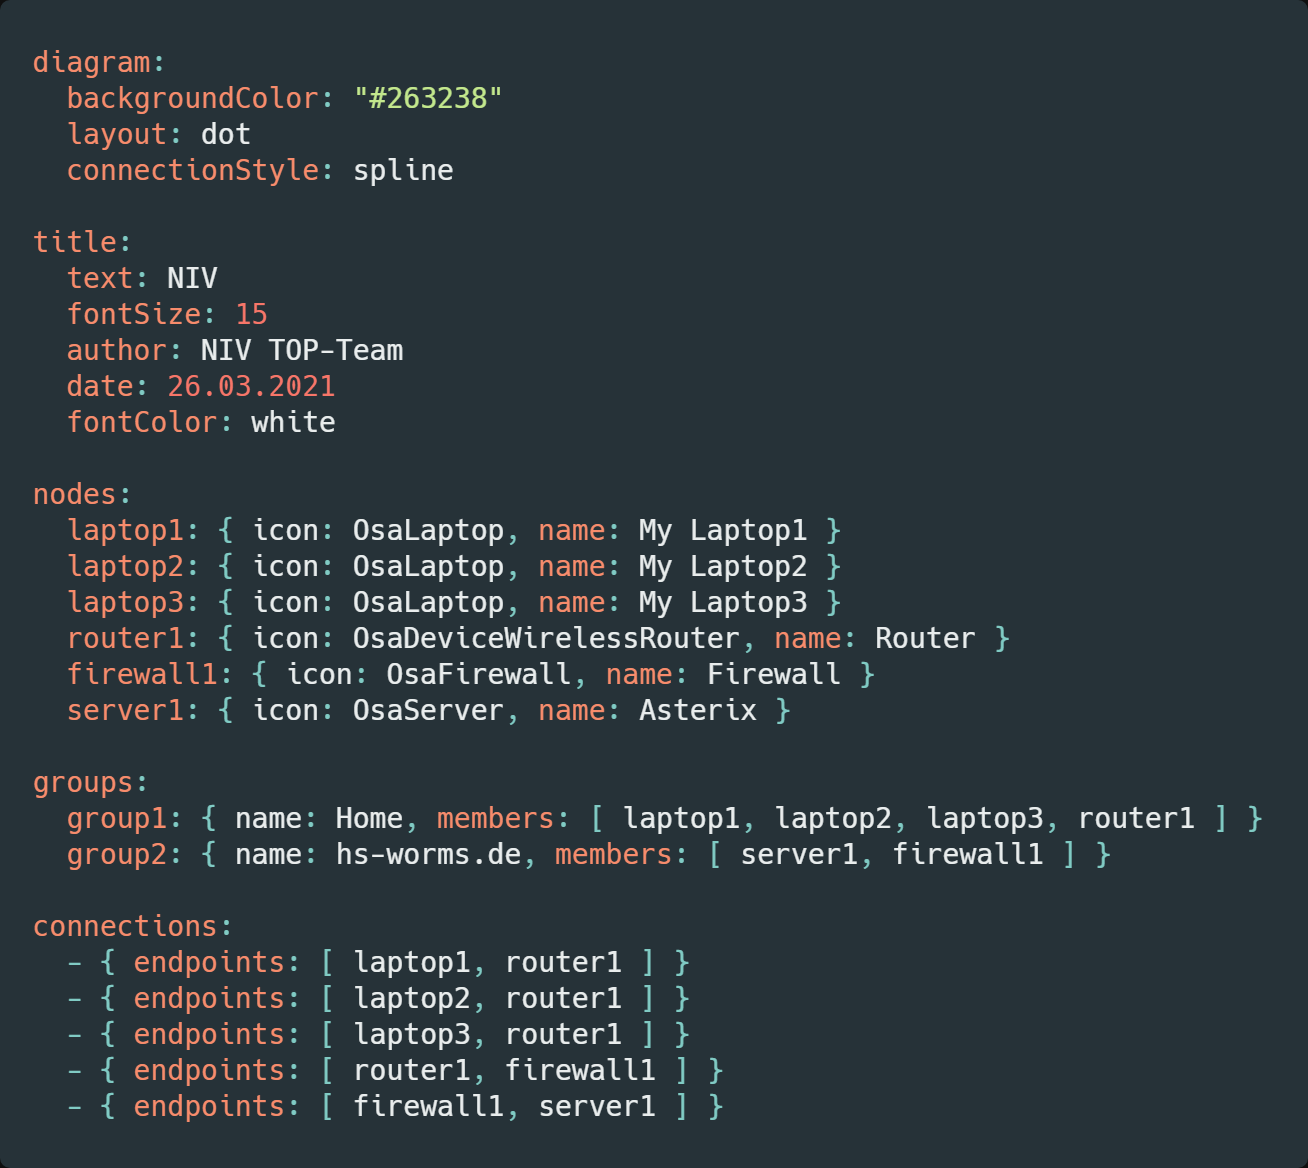 diagram:
  backgroundColor: "#263238"
  layout: dot
  connectionStyle: spline

title:
  text: NIV
  fontSize: 15
  author: NIV TOP-Team
  date: 26.03.2021
  fontColor: white

nodes:
  laptop1: { icon: OsaLaptop, name: My Laptop1 }
  laptop2: { icon: OsaLaptop, name: My Laptop2 }
  laptop3: { icon: OsaLaptop, name: My Laptop3 }
  router1: { icon: OsaDeviceWirelessRouter, name: Router }
  firewall1: { icon: OsaFirewall, name: Firewall }
  server1: { icon: OsaServer, name: Asterix }

groups:
  group1: { name: Home, members: [ laptop1, laptop2, laptop3, router1 ] }
  group2: { name: hs-worms.de, members: [ server1, firewall1 ] }

connections:
  - { endpoints: [ laptop1, router1 ] }
  - { endpoints: [ laptop2, router1 ] }
  - { endpoints: [ laptop3, router1 ] }
  - { endpoints: [ router1, firewall1 ] }
  - { endpoints: [ firewall1, server1 ] }